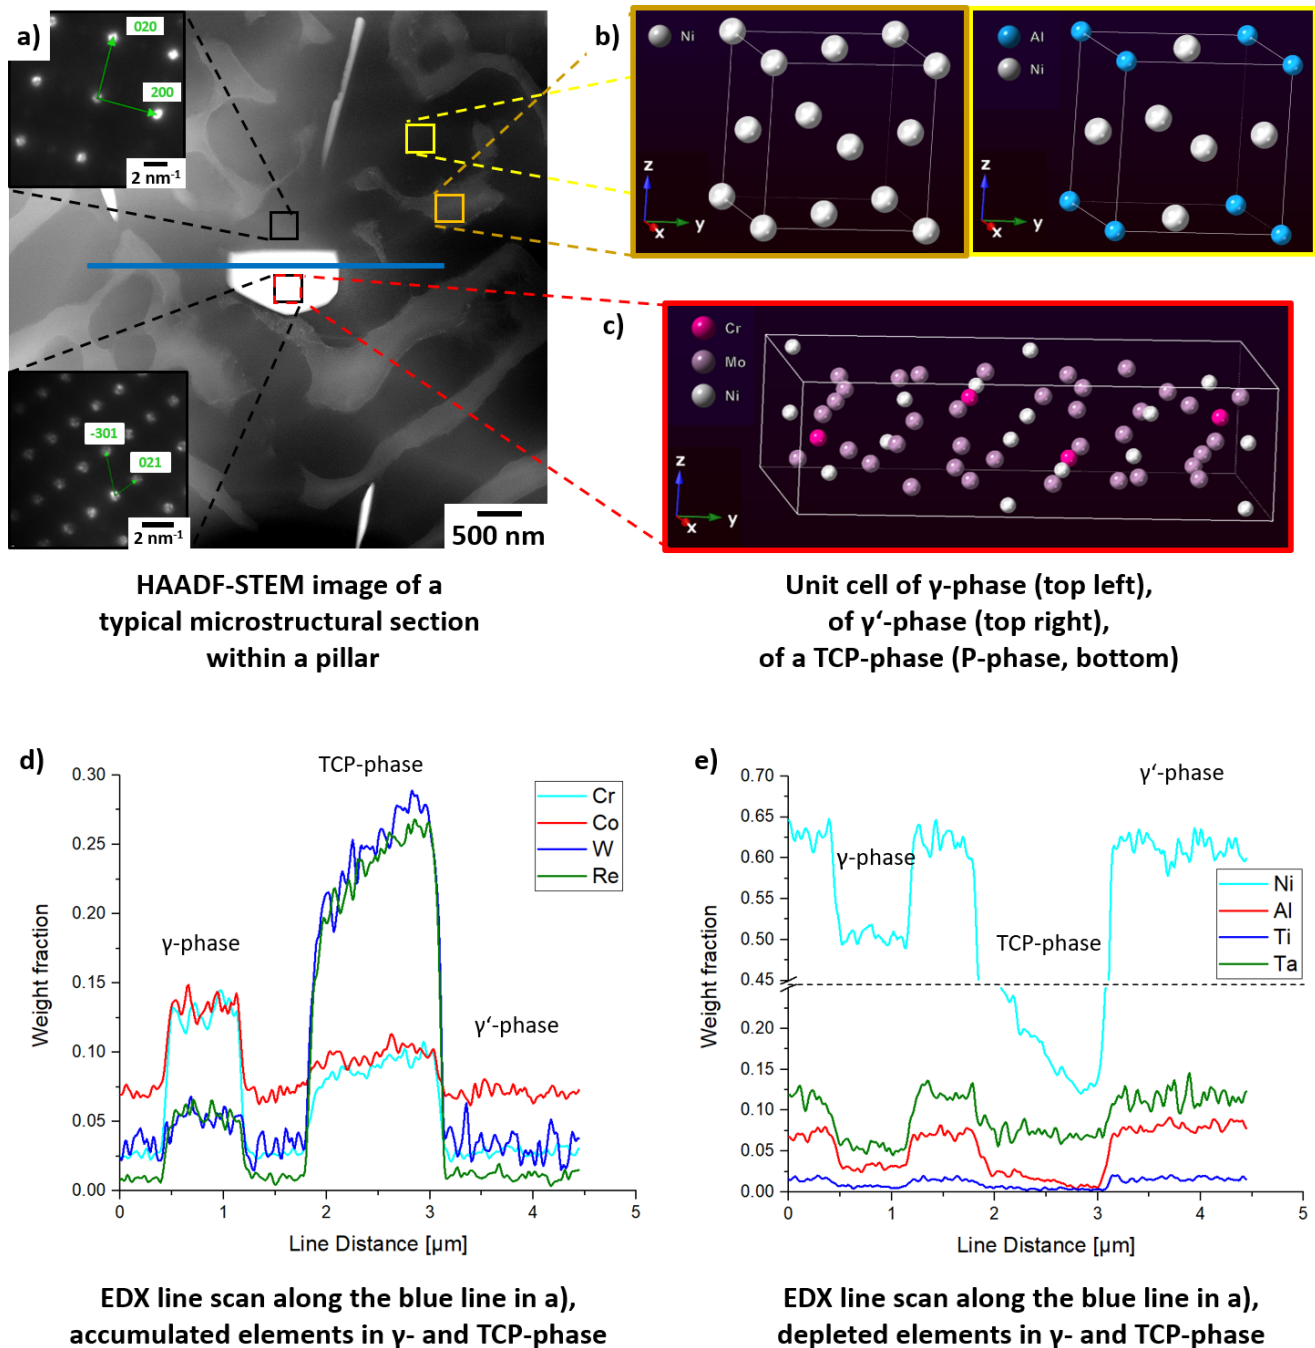 a)
020
200
2 nm⁻¹
-301
021
2 nm⁻¹
500 nm
b)
Ni
z
y
x
Al
Ni
z
y
x
c)
Cr
Mo
Ni
z
y
x
HAADF-STEM image of a
typical microstructural section
within a pillar
Unit cell of γ-phase (top left),
of γ‘-phase (top right),
of a TCP-phase (P-phase, bottom)
d)
TCP-phase
γ-phase
γ‘-phase
Cr
Co
W
Re
0.30
0.25
0.20
0.15
0.10
0.05
0.00
Weight fraction
0 1 2 3 4 5
Line Distance [µm]
EDX line scan along the blue line in a),
accumulated elements in γ- and TCP-phase
e)
γ‘-phase
γ-phase
TCP-phase
Ni
Al
Ti
Ta
0.70
0.65
0.60
0.55
0.50
0.45
0.20
0.15
0.10
0.05
0.00
Weight fraction
0 1 2 3 4 5
Line Distance [µm]
EDX line scan along the blue line in a),
depleted elements in γ- and TCP-phase